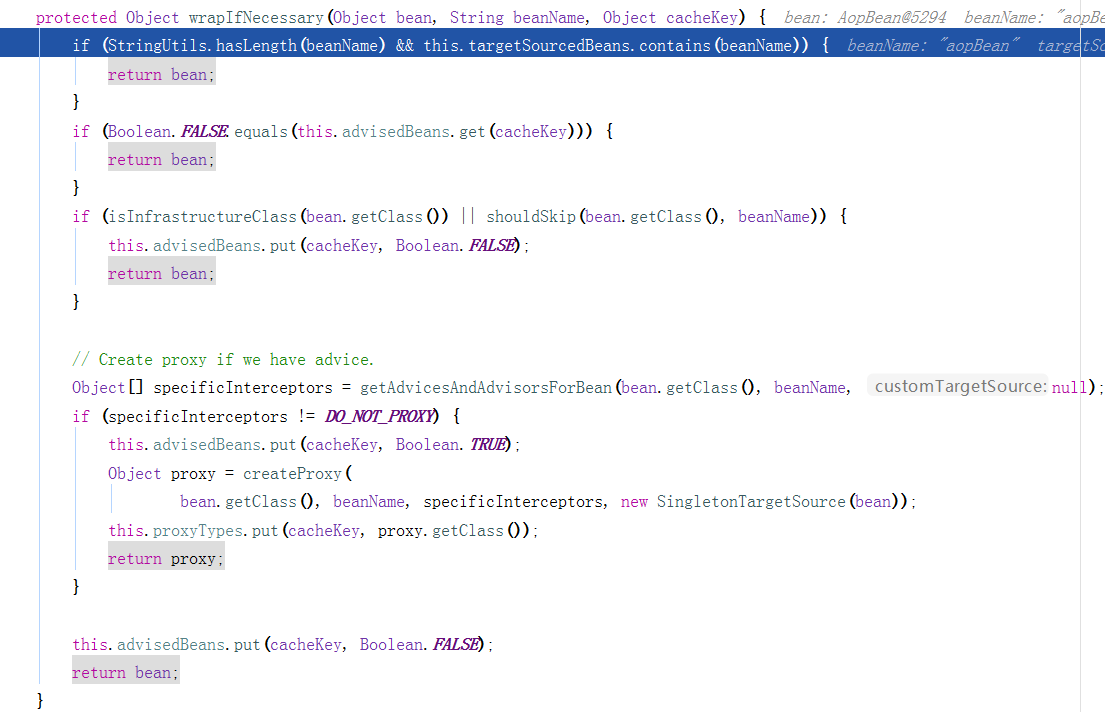 protected Object wrapIfNecessary(Object bean, String beanName, Object cacheKey) {  bean: AopBean@5294  beanName: "aopBe
if (StringUtils.hasLength(beanName) && this.targetSourcedBeans.contains(beanName)) {  beanName: "aopBean"  targetSo
return bean;
}
if (Boolean.FALSE.equals(this.advisedBeans.get(cacheKey))) {
return bean;
}
if (isInfrastructureClass(bean.getClass()) || shouldSkip(bean.getClass(), beanName)) {
this.advisedBeans.put(cacheKey, Boolean.FALSE);
return bean;
}
// Create proxy if we have advice.
Object[] specificInterceptors = getAdvicesAndAdvisorsForBean(bean.getClass(), beanName, customTargetSource: null);
if (specificInterceptors != DO_NOT_PROXY) {
this.advisedBeans.put(cacheKey, Boolean.TRUE);
Object proxy = createProxy(
bean.getClass(), beanName, specificInterceptors, new SingletonTargetSource(bean));
this.proxyTypes.put(cacheKey, proxy.getClass());
return proxy;
}
this.advisedBeans.put(cacheKey, Boolean.FALSE);
return bean;
}